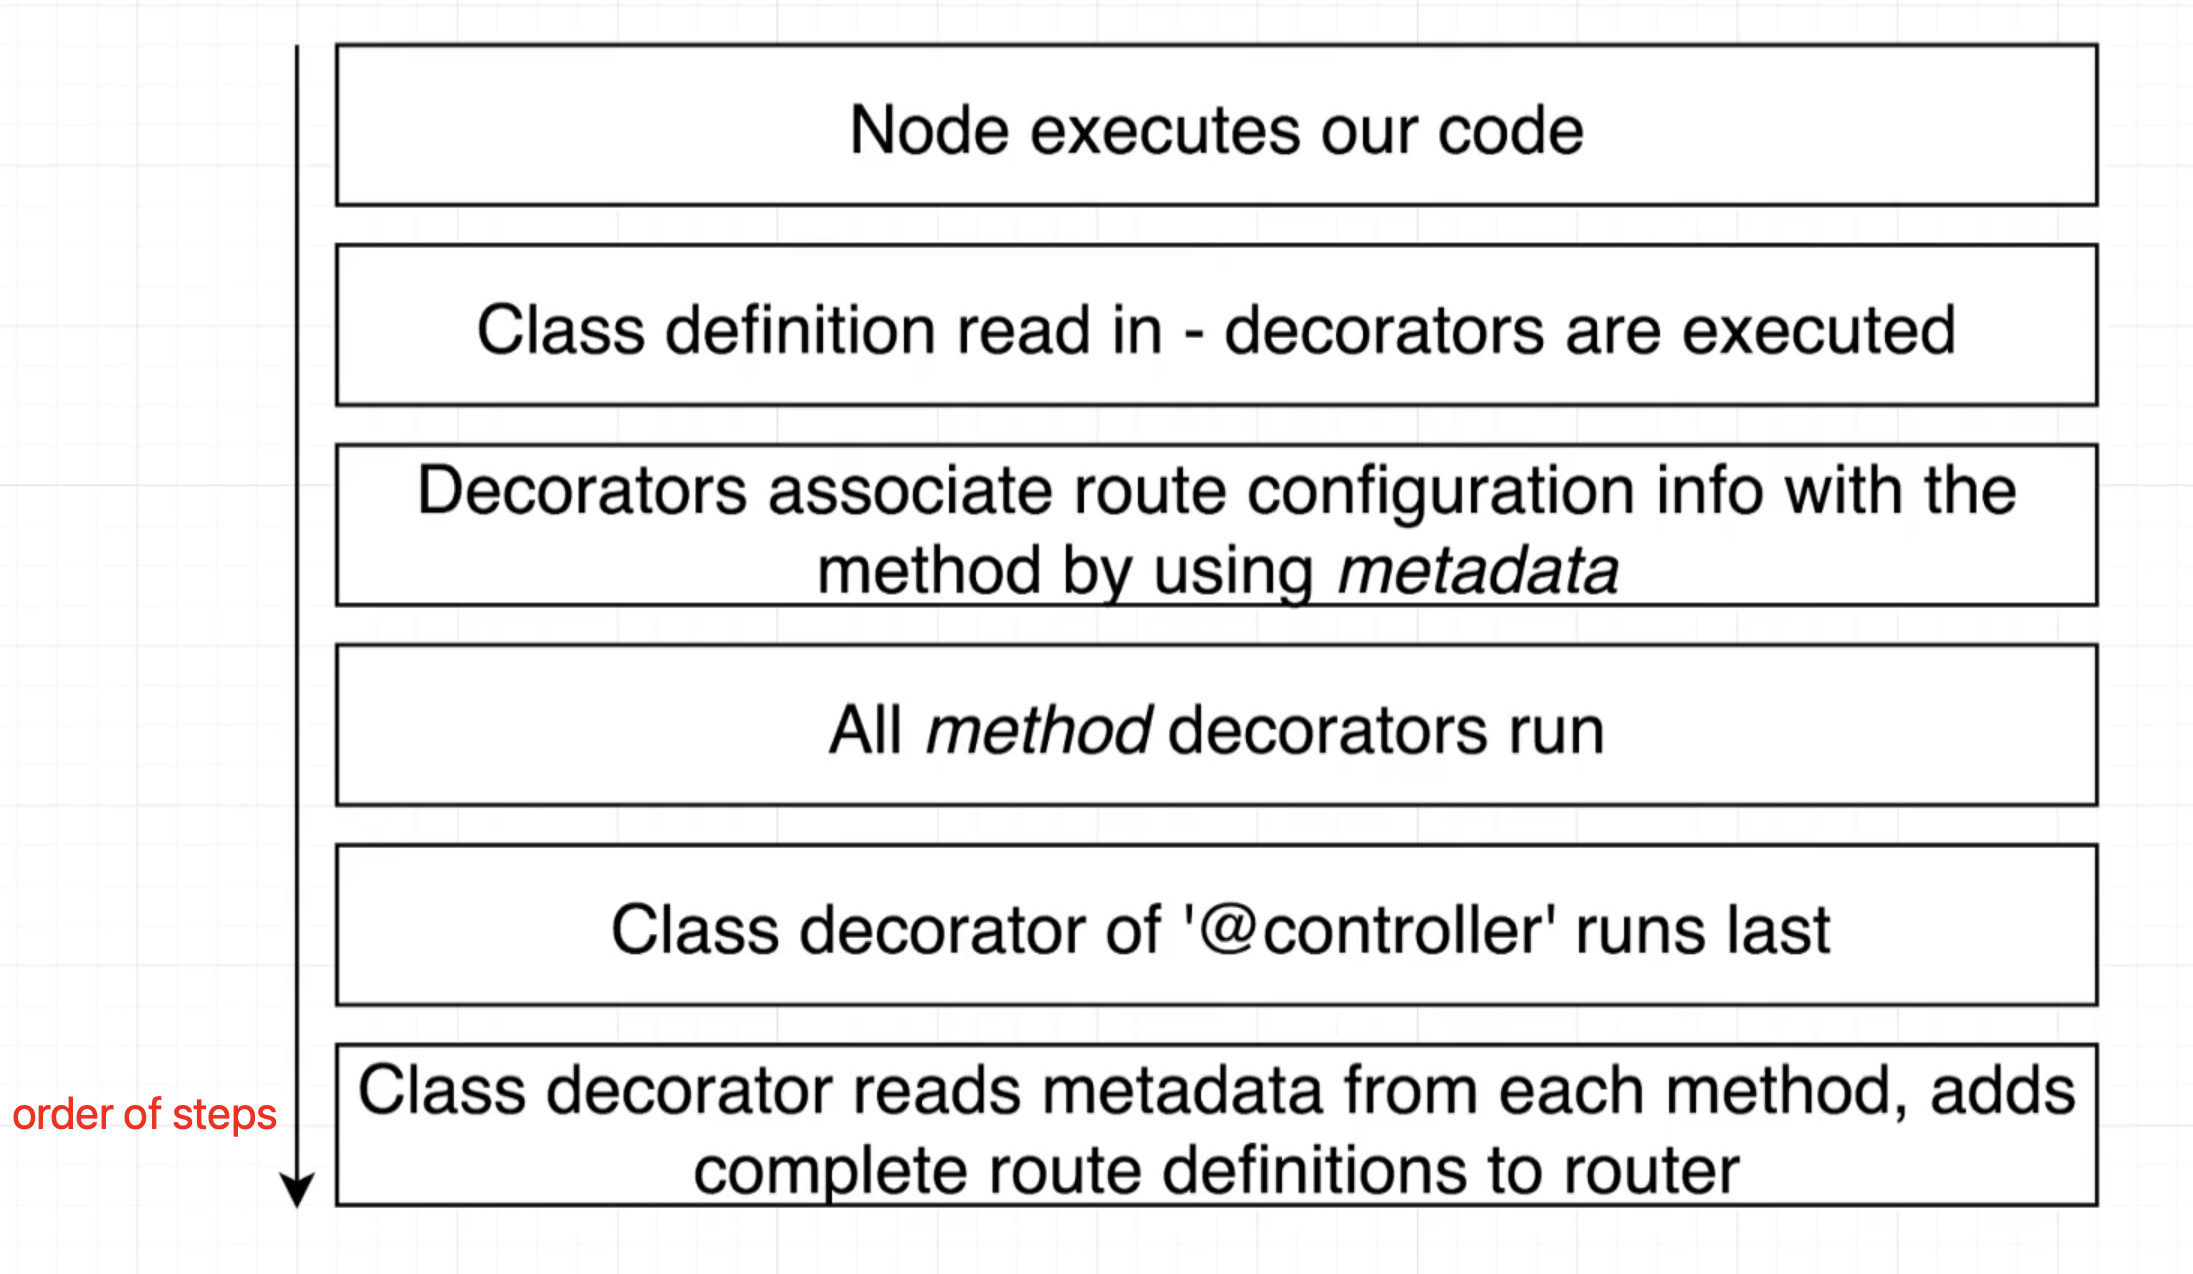 Node executes our code
Class definition read in - decorators are executed
Decorators associate route configuration info with the
method by using metadata
All method decorators run
Class decorator of '@controller' runs last
Class decorator reads metadata from each method, adds
complete route definitions to router
order of steps